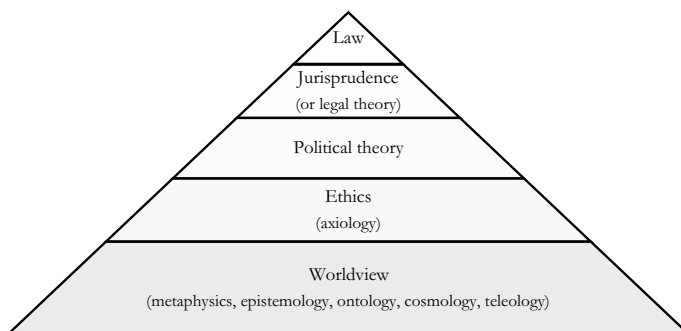 Law
Jurisprudence
(or legal theory)
Political theory
Ethics
(axiology)
Worldview
(metaphysics, epistemology, ontology, cosmology, teleology)